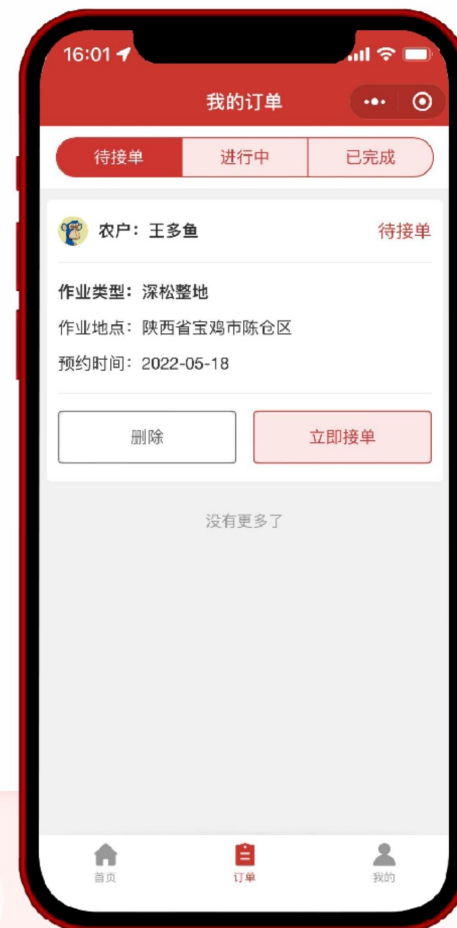 16:01
我的订单
待接单 进行中 已完成
农户：王多鱼 待接单
作业类型：深松整地
作业地点：陕西省宝鸡市陈仓区
预约时间：2022-05-18
删除 立即接单
没有更多了
首页 订单 我的